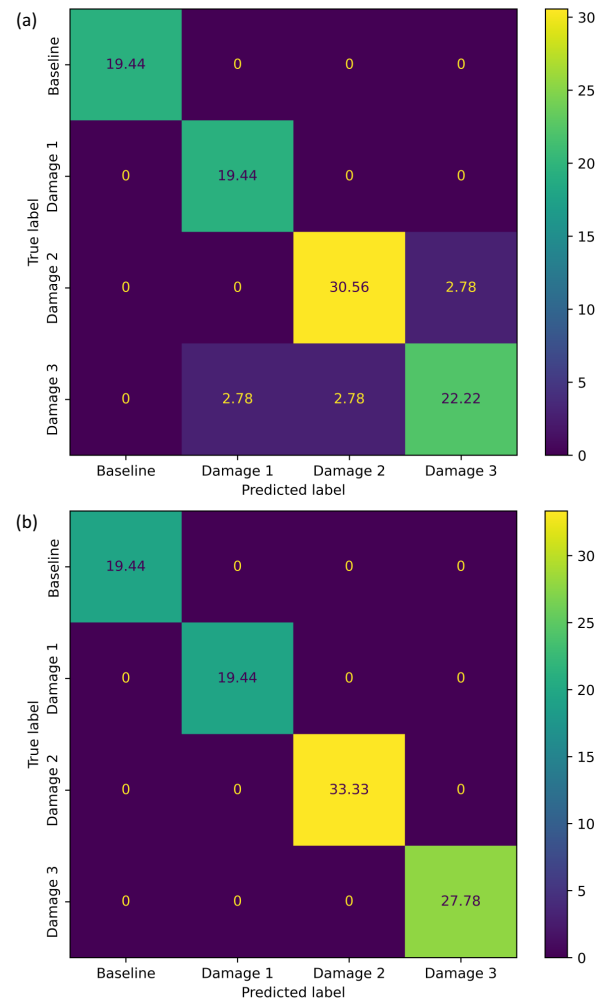 (a)
True label
Baseline
19.44 0 0 0
Damage 1
0 19.44 0 0
Damage 2
0 0 30.56 2.78
Damage 3
0 2.78 2.78 22.22
Baseline Damage 1 Damage 2 Damage 3
Predicted label
30
25
20
15
10
5
0
(b)
True label
Baseline
19.44 0 0 0
Damage 1
0 19.44 0 0
Damage 2
0 0 33.33 0
Damage 3
0 0 0 27.78
Baseline Damage 1 Damage 2 Damage 3
Predicted label
30
25
20
15
10
5
0